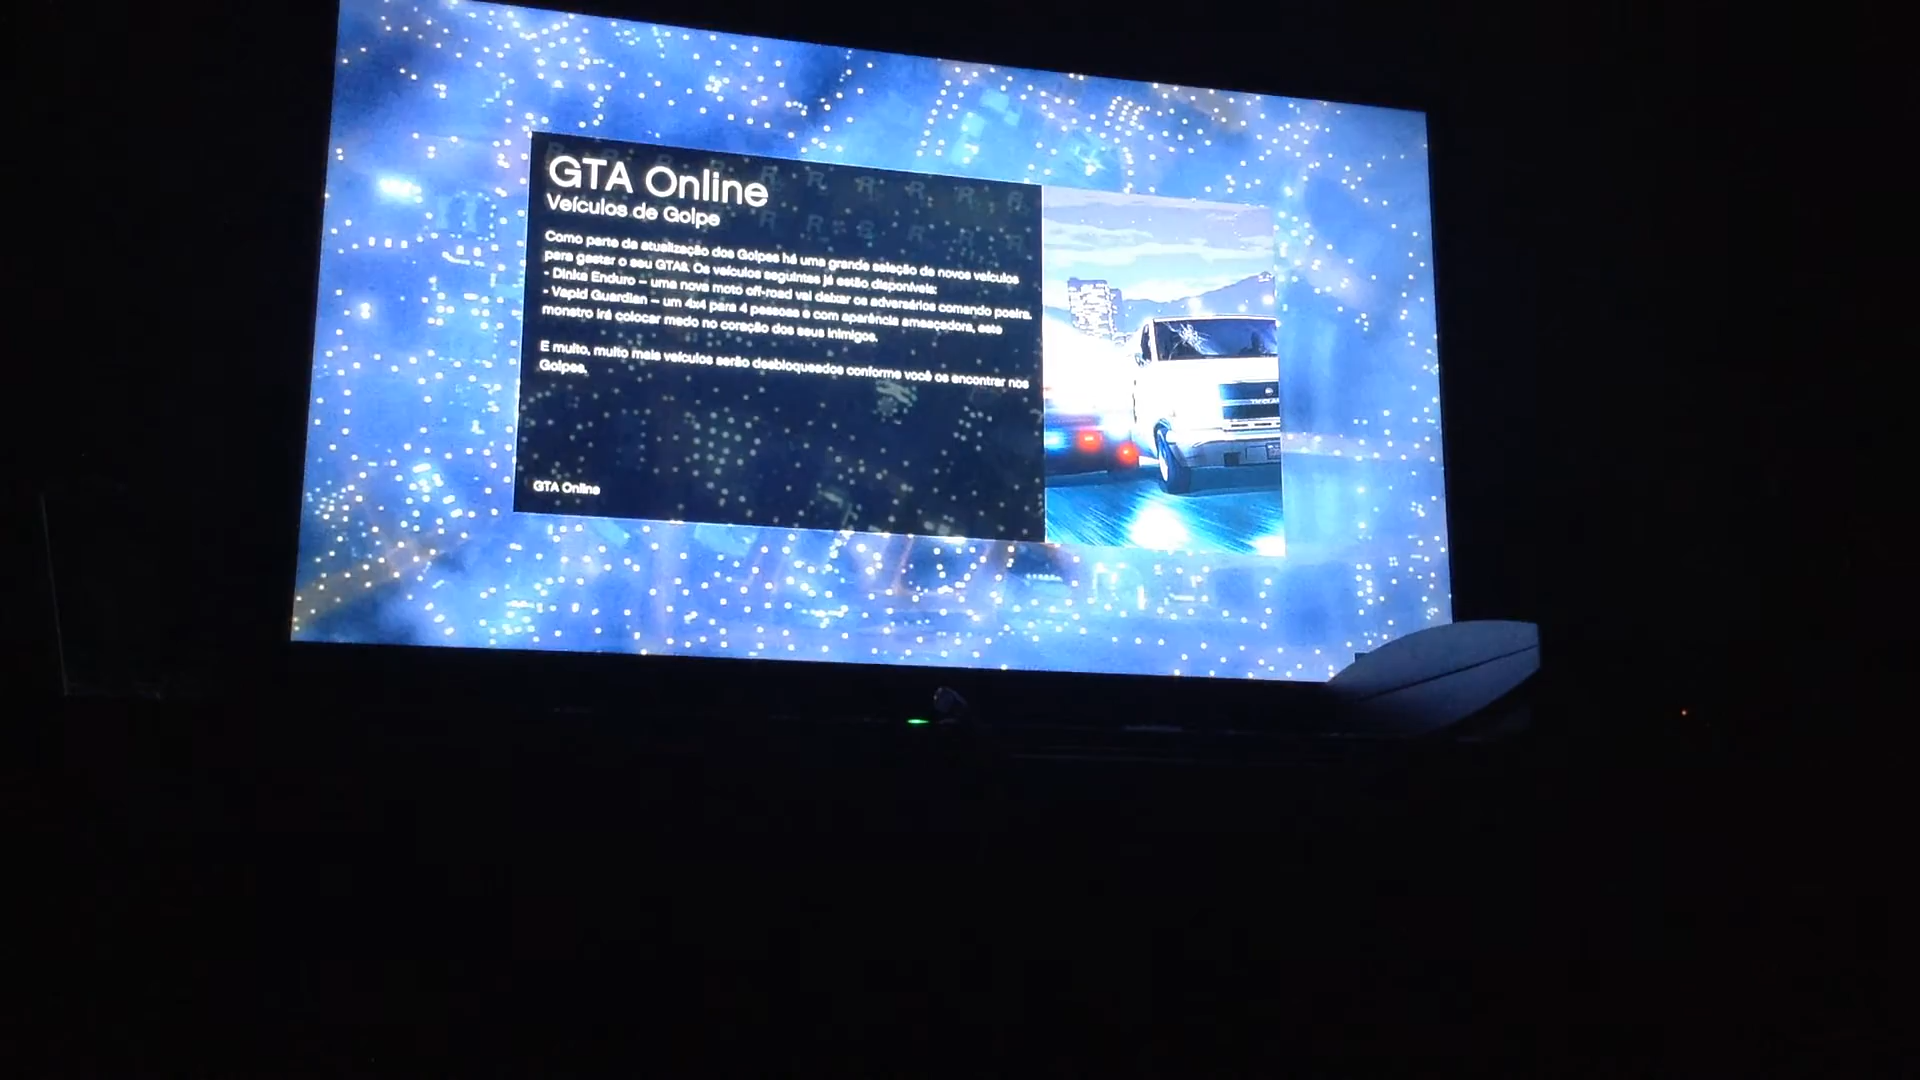 GTA Online
Veículos de Golpe
Como parte da atualização dos Golpes há uma grande seleção de novos veículos
para gastar o seu GTA$. Os veículos seguintes já estão disponíveis:
- Dinka Enduro – uma nova moto off-road vai deixar os adversários comendo poeira.
- Vapid Guardian – um 4x4 para 4 pessoas e com aparência ameaçadora, este
monstro irá colocar medo no coração dos seus inimigos.
E muito, muito mais veículos serão desbloqueados conforme você os encontrar nos
Golpes.
GTA Online